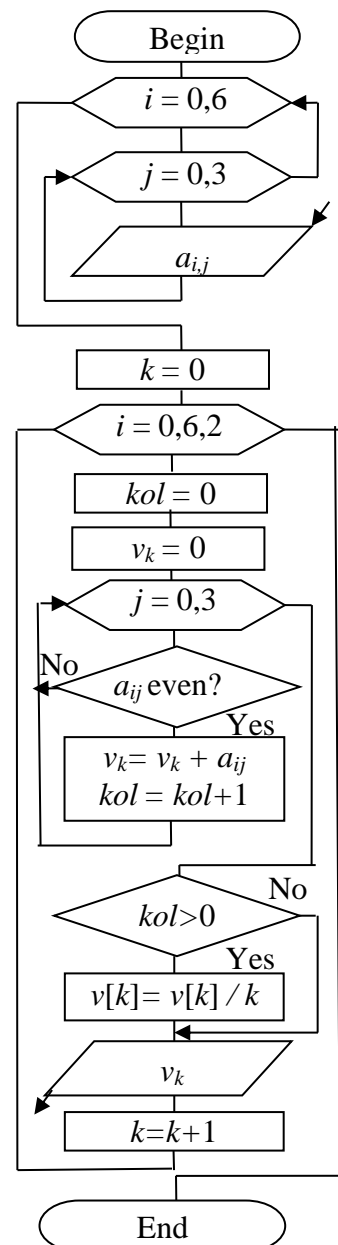 Begin
i = 0,6
j = 0,3
a_{i,j}
k = 0
i = 0,6,2
kol = 0
v_k = 0
j = 0,3
No
a_{ij} even?
Yes
v_k= v_k + a_{ij}
kol = kol+1
No
kol>0
Yes
v[k]= v[k] / k
v_k
k=k+1
End